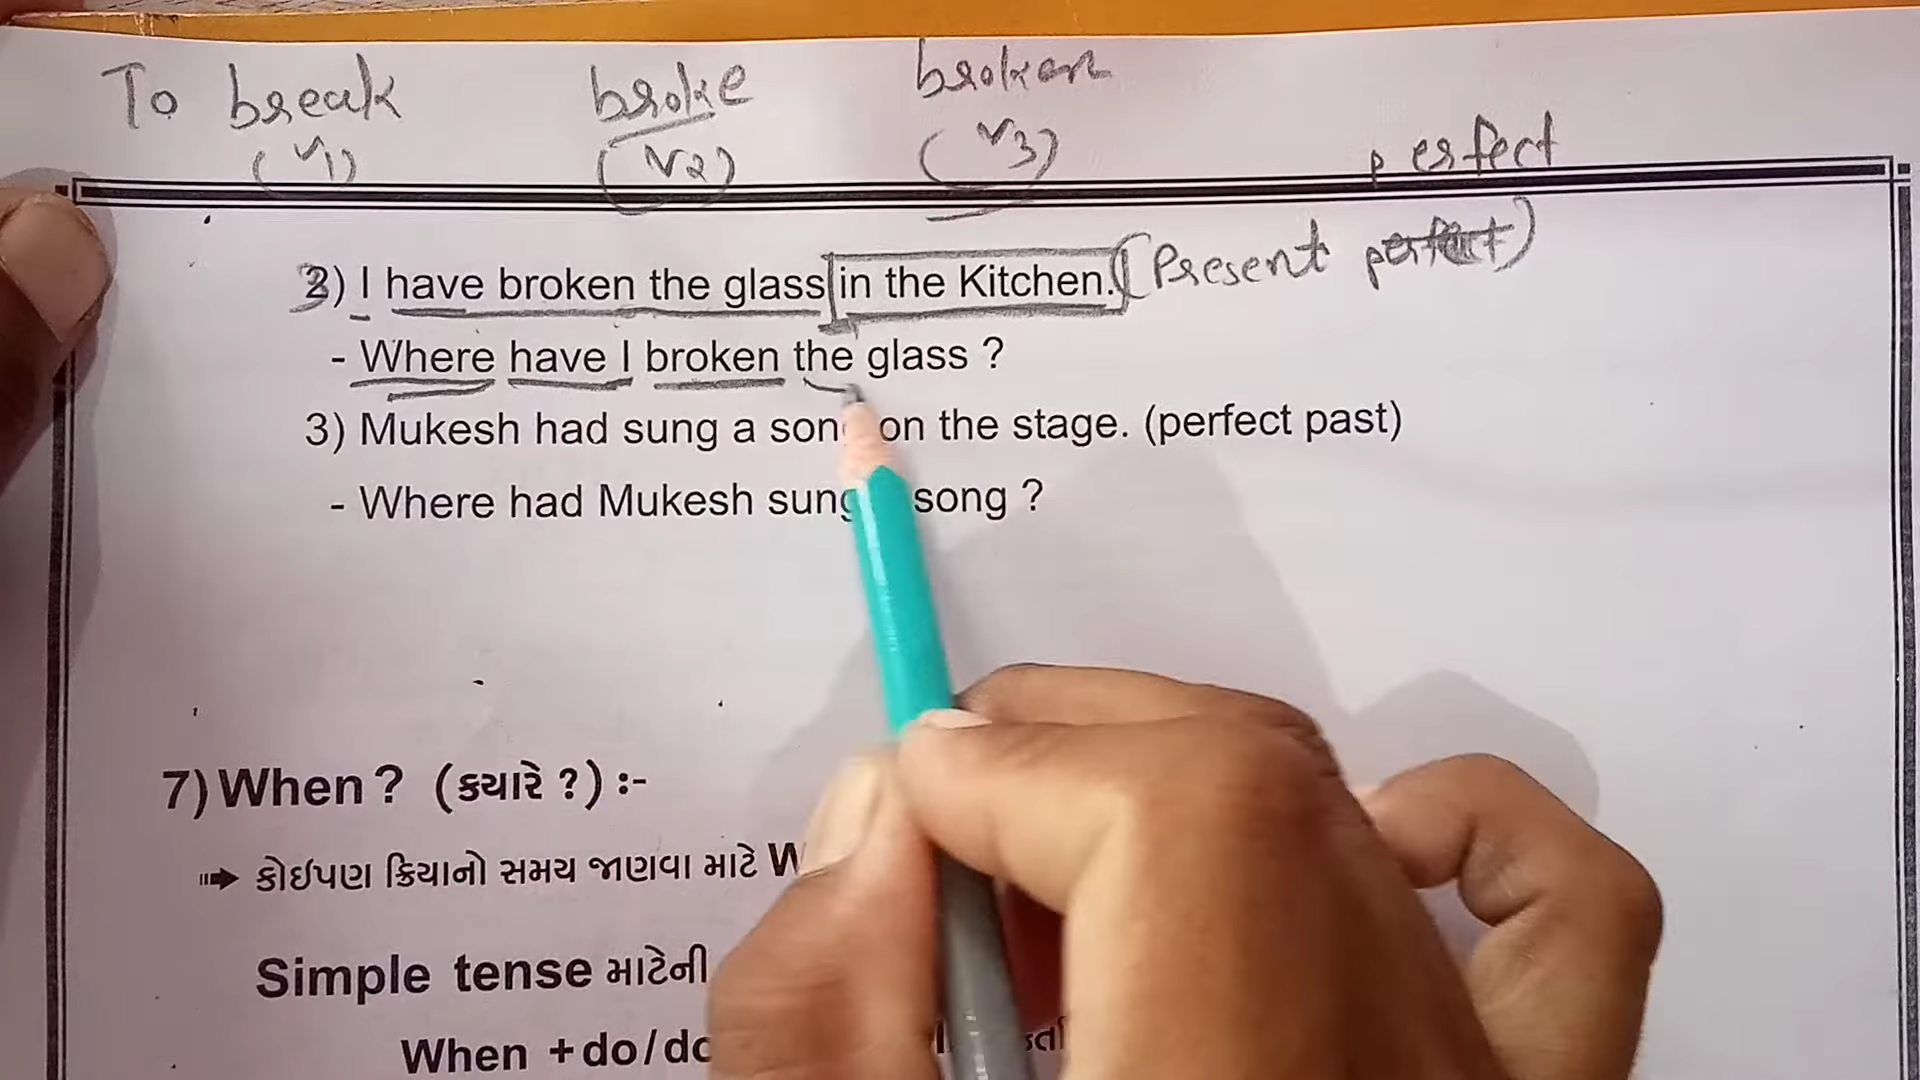 To break broke broken
(v1) (v2) (v3)
perfect
3) I have broken the glass in the Kitchen. (Present perfect)
- Where have I broken the glass ?
3) Mukesh had sung a son on the stage. (perfect past)
- Where had Mukesh sung song ?
7) When ? (ક્યારે ?) :-
➡ કોઈપણ ક્રિયાનો સમય જાણવા માટે W
Simple tense માટેની
When + do/do